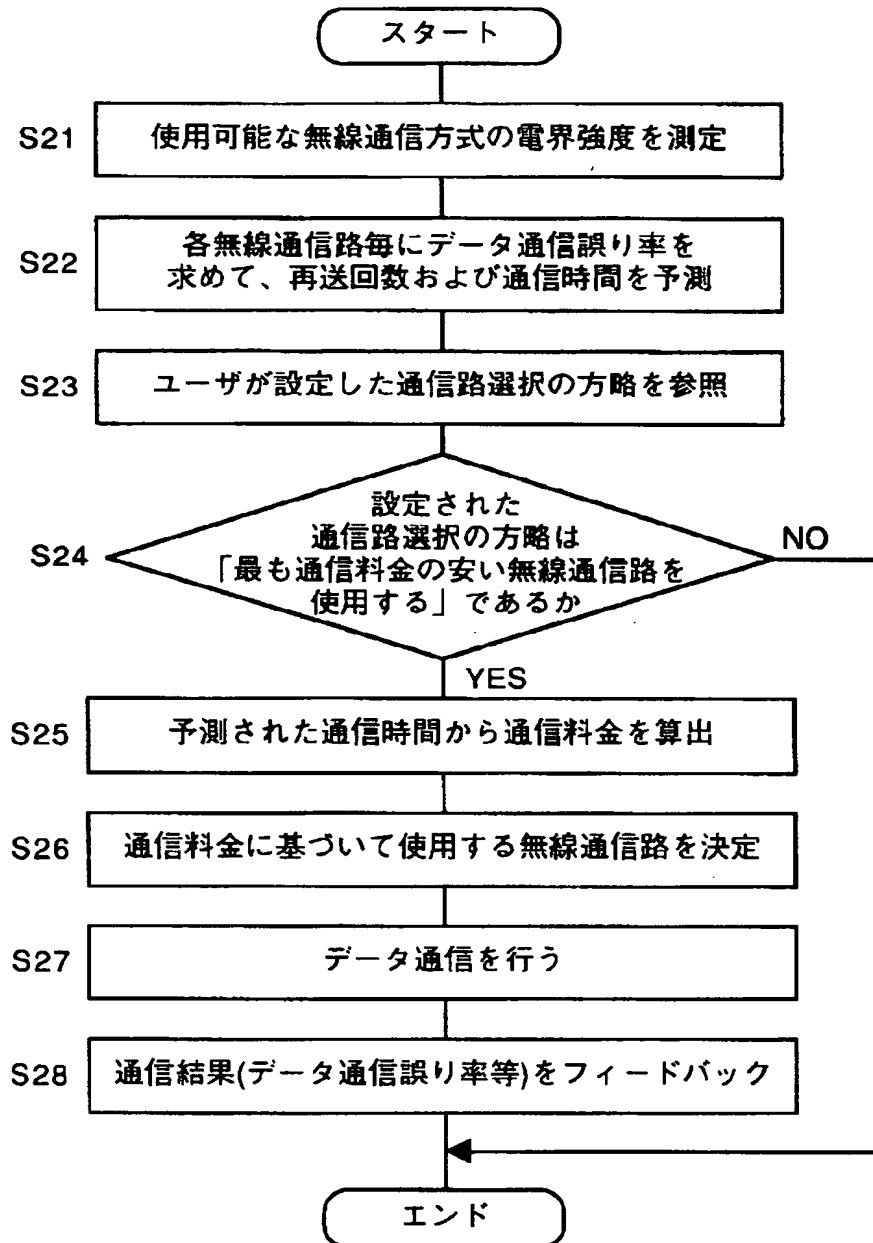 スタート
S21
使用可能な無線通信方式の電界強度を測定
S22
各無線通信路毎にデータ通信誤り率を
求めて、再送回数および通信時間を予測
S23
ユーザが設定した通信路選択の方略を参照
S24
設定された
通信路選択の方略は
「最も通信料金の安い無線通信路を
使用する」であるか
NO
YES
S25
予測された通信時間から通信料金を算出
S26
通信料金に基づいて使用する無線通信路を決定
S27
データ通信を行う
S28
通信結果(データ通信誤り率等)をフィードバック
エンド